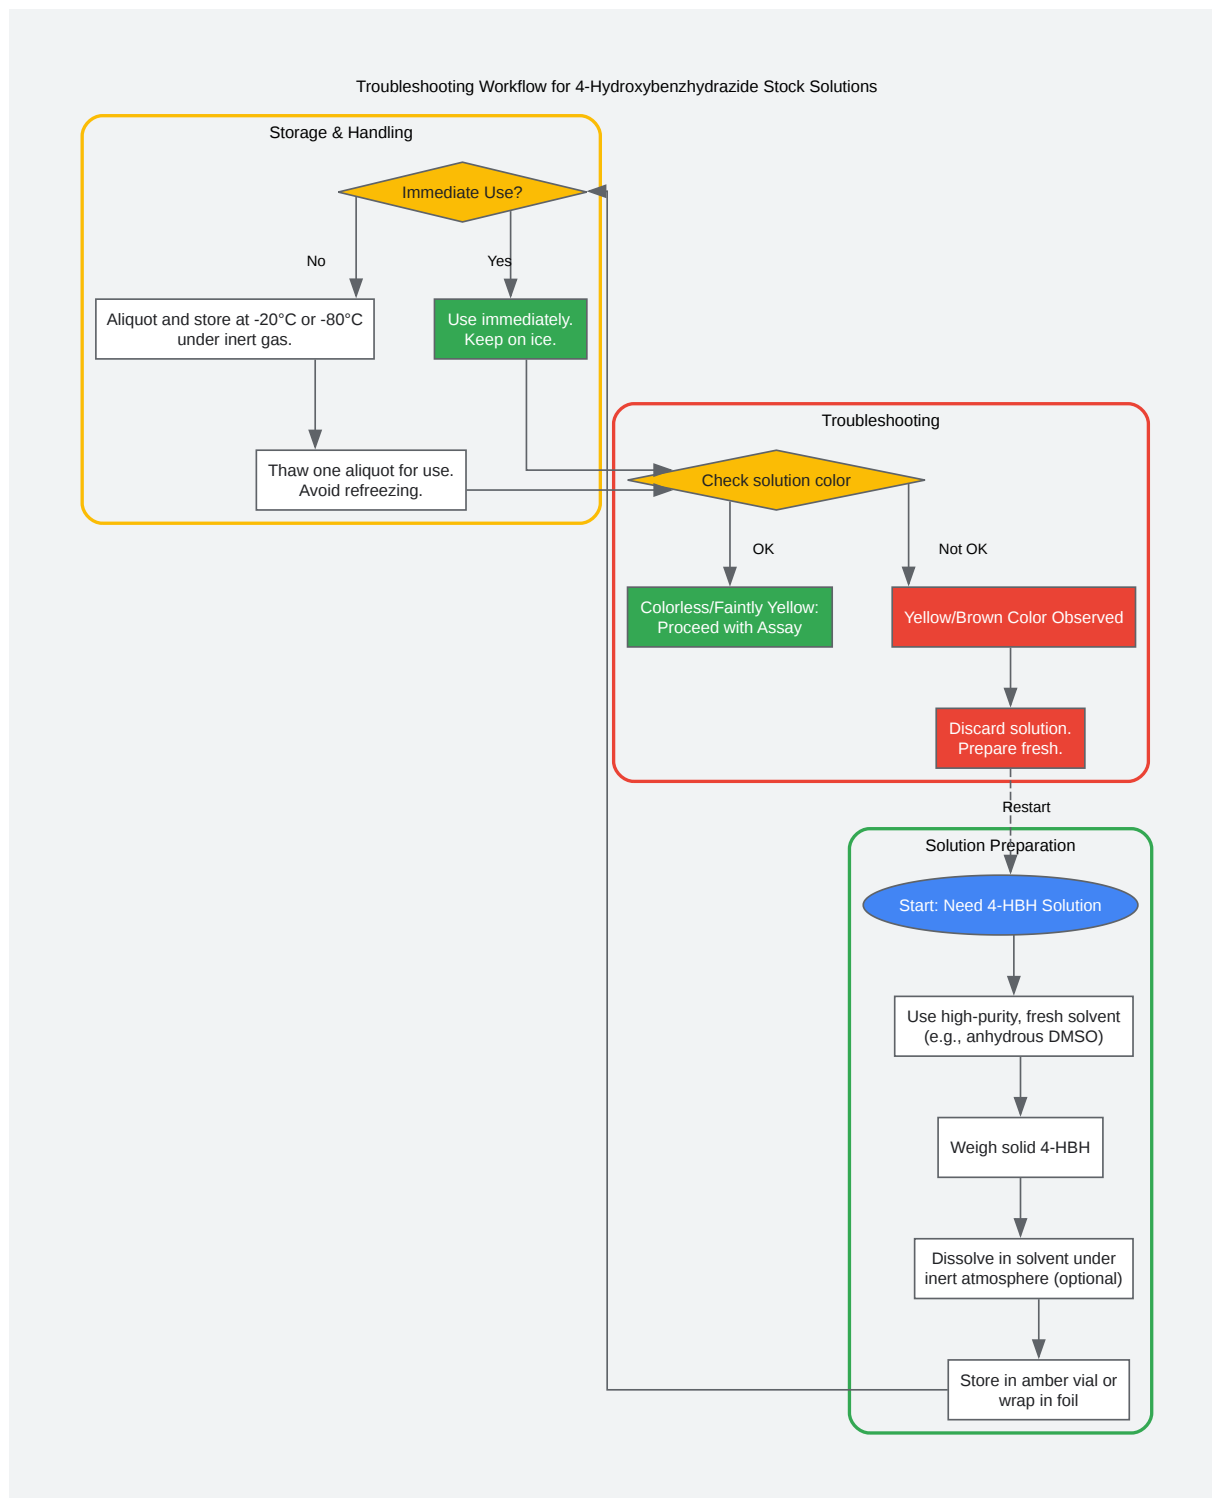 Troubleshooting Workflow for 4-Hydroxybenzhydrazide Stock Solutions
Storage & Handling
Immediate Use?
No
Yes
Aliquot and store at -20°C or -80°C
under inert gas.
Use immediately.
Keep on ice.
Thaw one aliquot for use.
Avoid refreezing.
Troubleshooting
Check solution color
OK
Not OK
Colorless/Faintly Yellow:
Proceed with Assay
Yellow/Brown Color Observed
Discard solution.
Prepare fresh.
Restart
Solution Preparation
Start: Need 4-HBH Solution
Use high-purity, fresh solvent
(e.g., anhydrous DMSO)
Weigh solid 4-HBH
Dissolve in solvent under
inert atmosphere (optional)
Store in amber vial or
wrap in foil